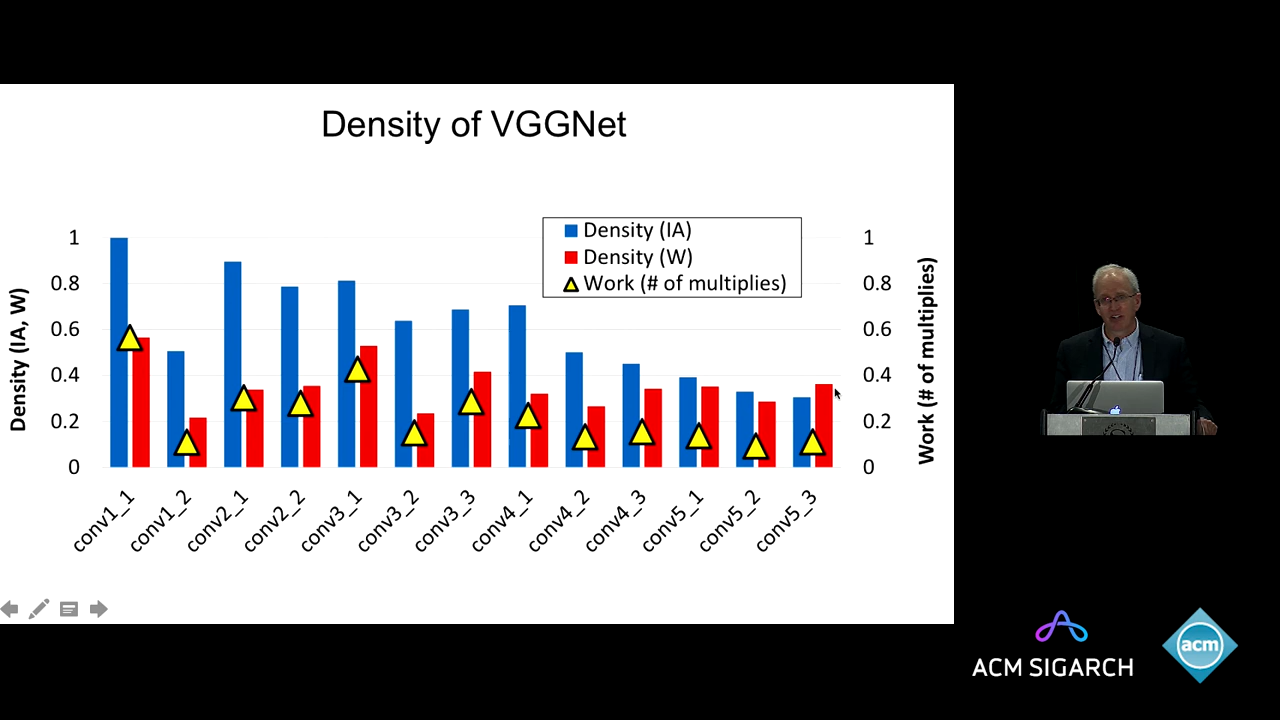 Density of VGGNet
Density (IA)
Density (W)
Work (# of multiplies)
Density (IA, W)
1
0.8
0.6
0.4
0.2
0
1
0.8
0.6
0.4
0.2
0
Work (# of multiplies)
conv1_1
conv1_2
conv2_1
conv2_2
conv3_1
conv3_2
conv3_3
conv4_1
conv4_2
conv4_3
conv5_1
conv5_2
conv5_3
ACM SIGARCH
acm